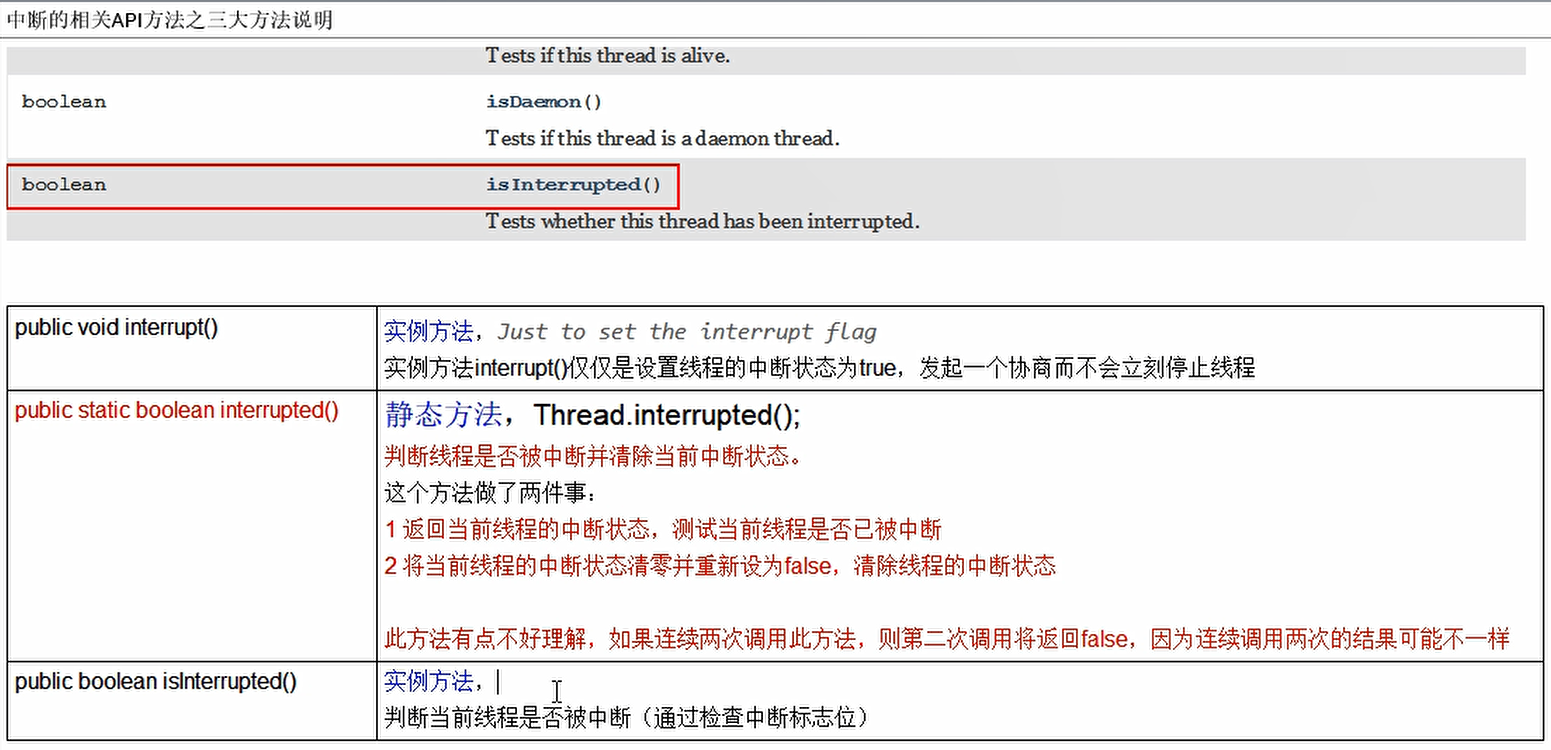 中断的相关API方法之三大方法说明
Tests if this thread is alive.
boolean isDaemon()
Tests if this thread is a daemon thread.
boolean isInterrupted()
Tests whether this thread has been interrupted.
public void interrupt() 实例方法，Just to set the interrupt flag
实例方法interrupt()仅仅是设置线程的中断状态为true，发起一个协商而不会立刻停止线程
public static boolean interrupted() 静态方法，Thread.interrupted();
判断线程是否被中断并清除当前中断状态。
这个方法做了两件事：
1 返回当前线程的中断状态，测试当前线程是否已被中断
2 将当前线程的中断状态清零并重新设为false，清除线程的中断状态
此方法有点不好理解，如果连续两次调用此方法，则第二次调用将返回false，因为连续调用两次的结果可能不一样
public boolean isInterrupted() 实例方法，
判断当前线程是否被中断（通过检查中断标志位）